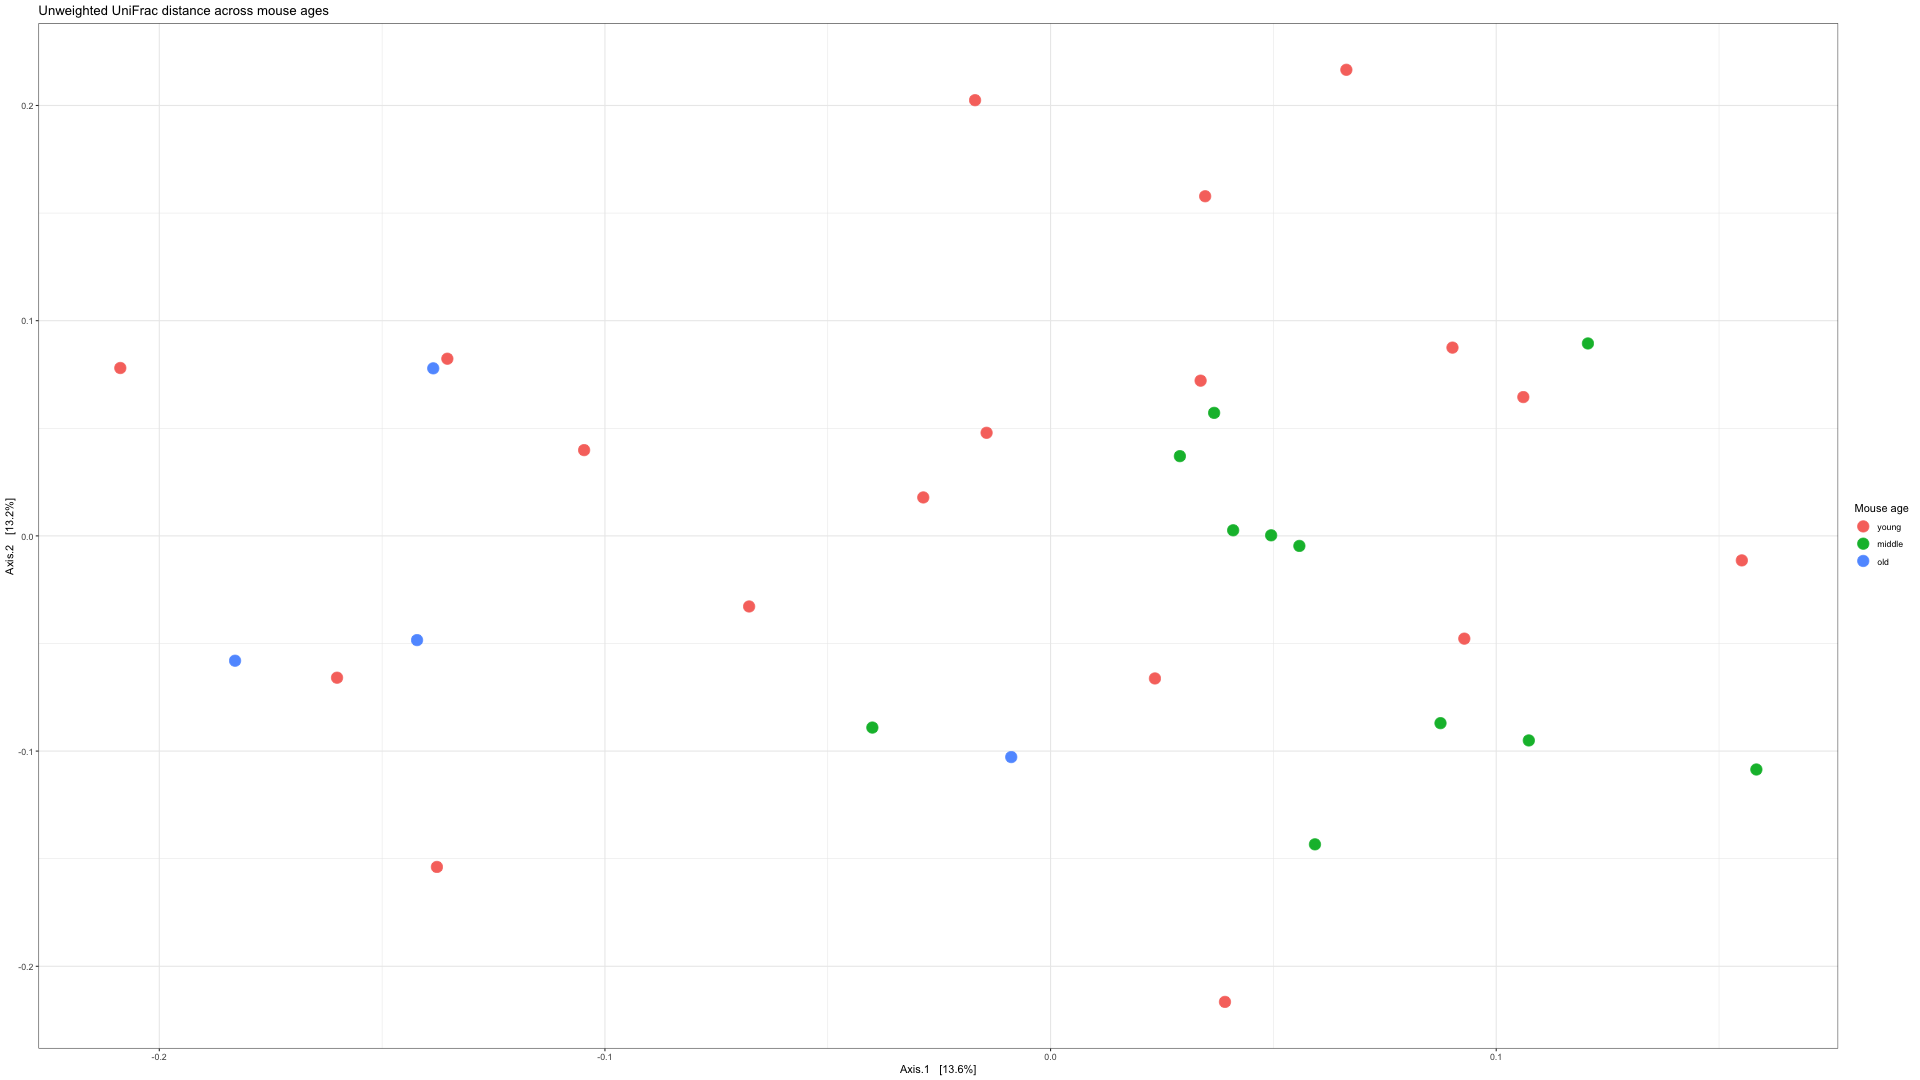 Unweighted UniFrac distance across mouse ages
0.2
0.1
0.0
-0.1
-0.2
Axis.2 [13.2%]
-0.2
-0.1
0.0
0.1
Axis.1 [13.6%]
Mouse age
young
middle
old